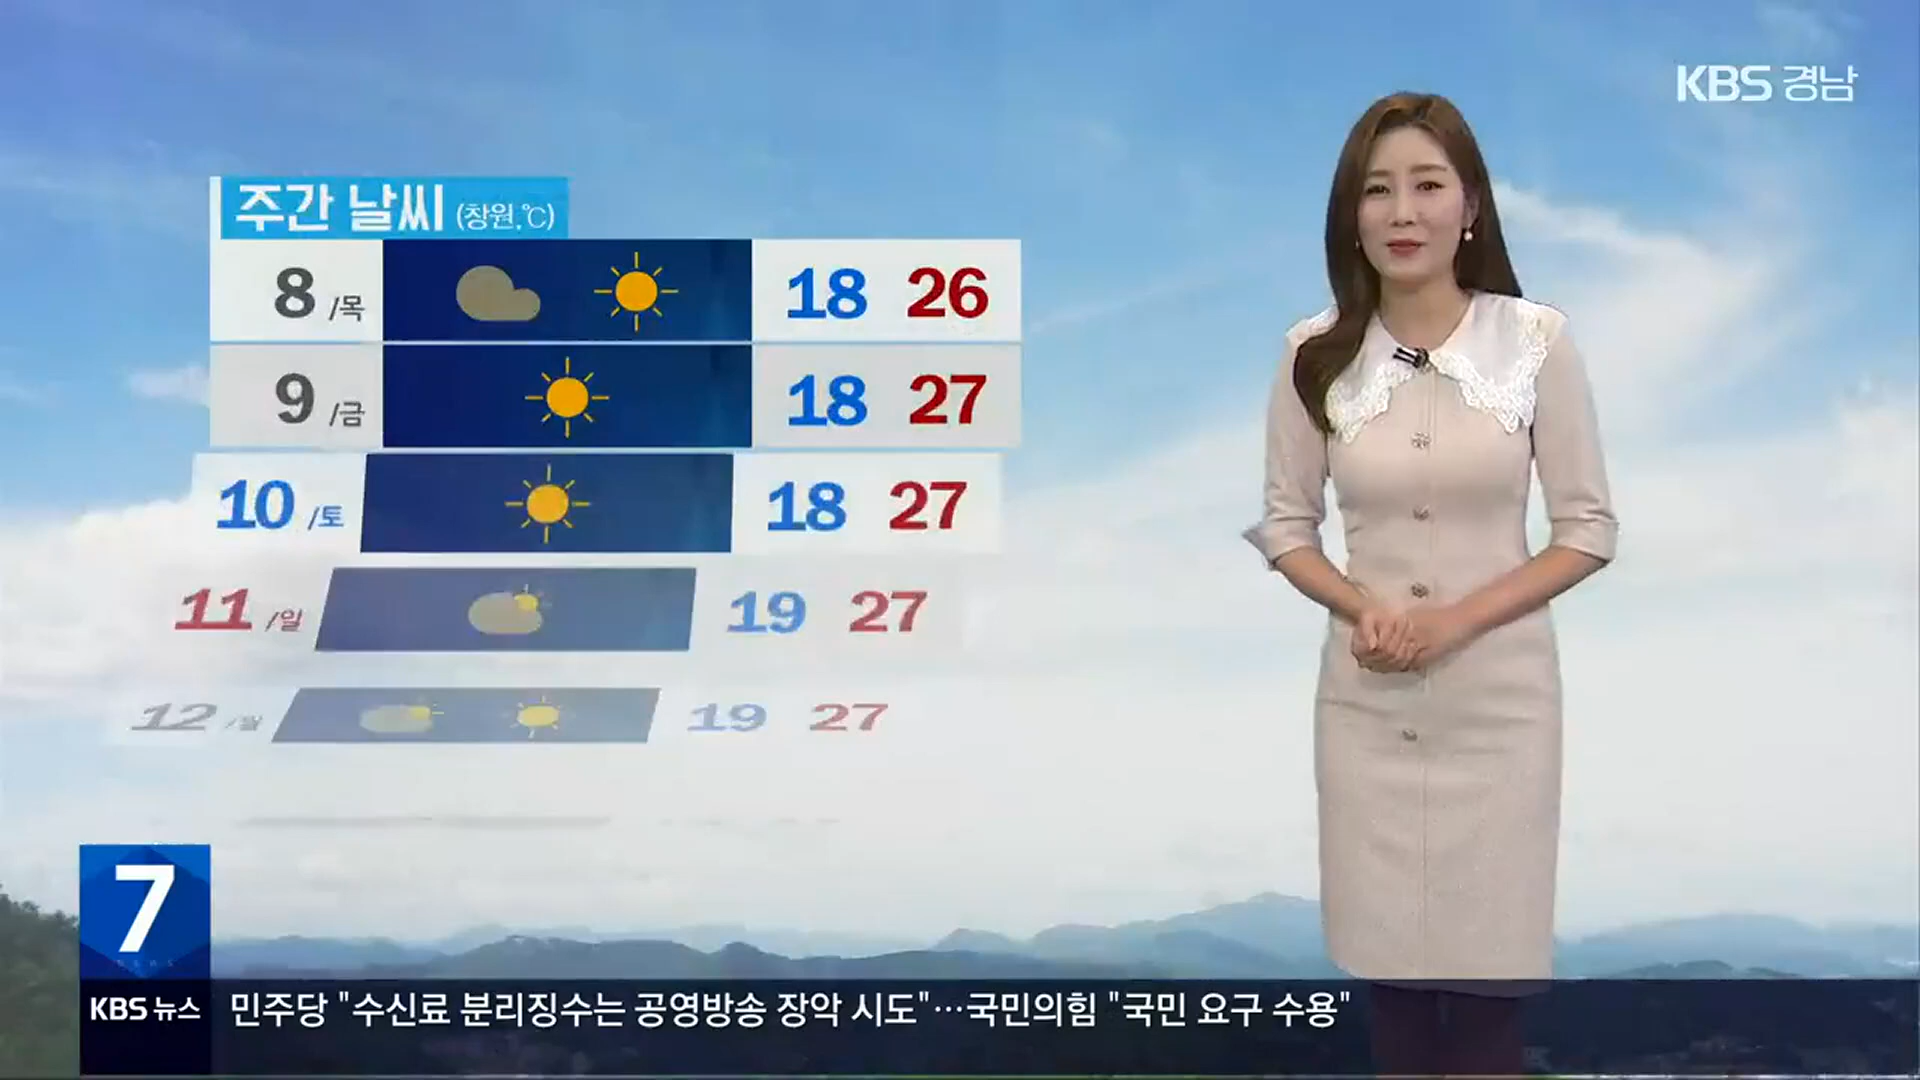 KBS 경남
주간 날씨 (창원,℃)
8 /목 18 26
9 /금 18 27
10 /토 18 27
11 /일 19 27
12 /월 19 27
7
NEWS
KBS 뉴스 민주당 "수신료 분리징수는 공영방송 장악 시도"…국민의힘 "국민 요구 수용"